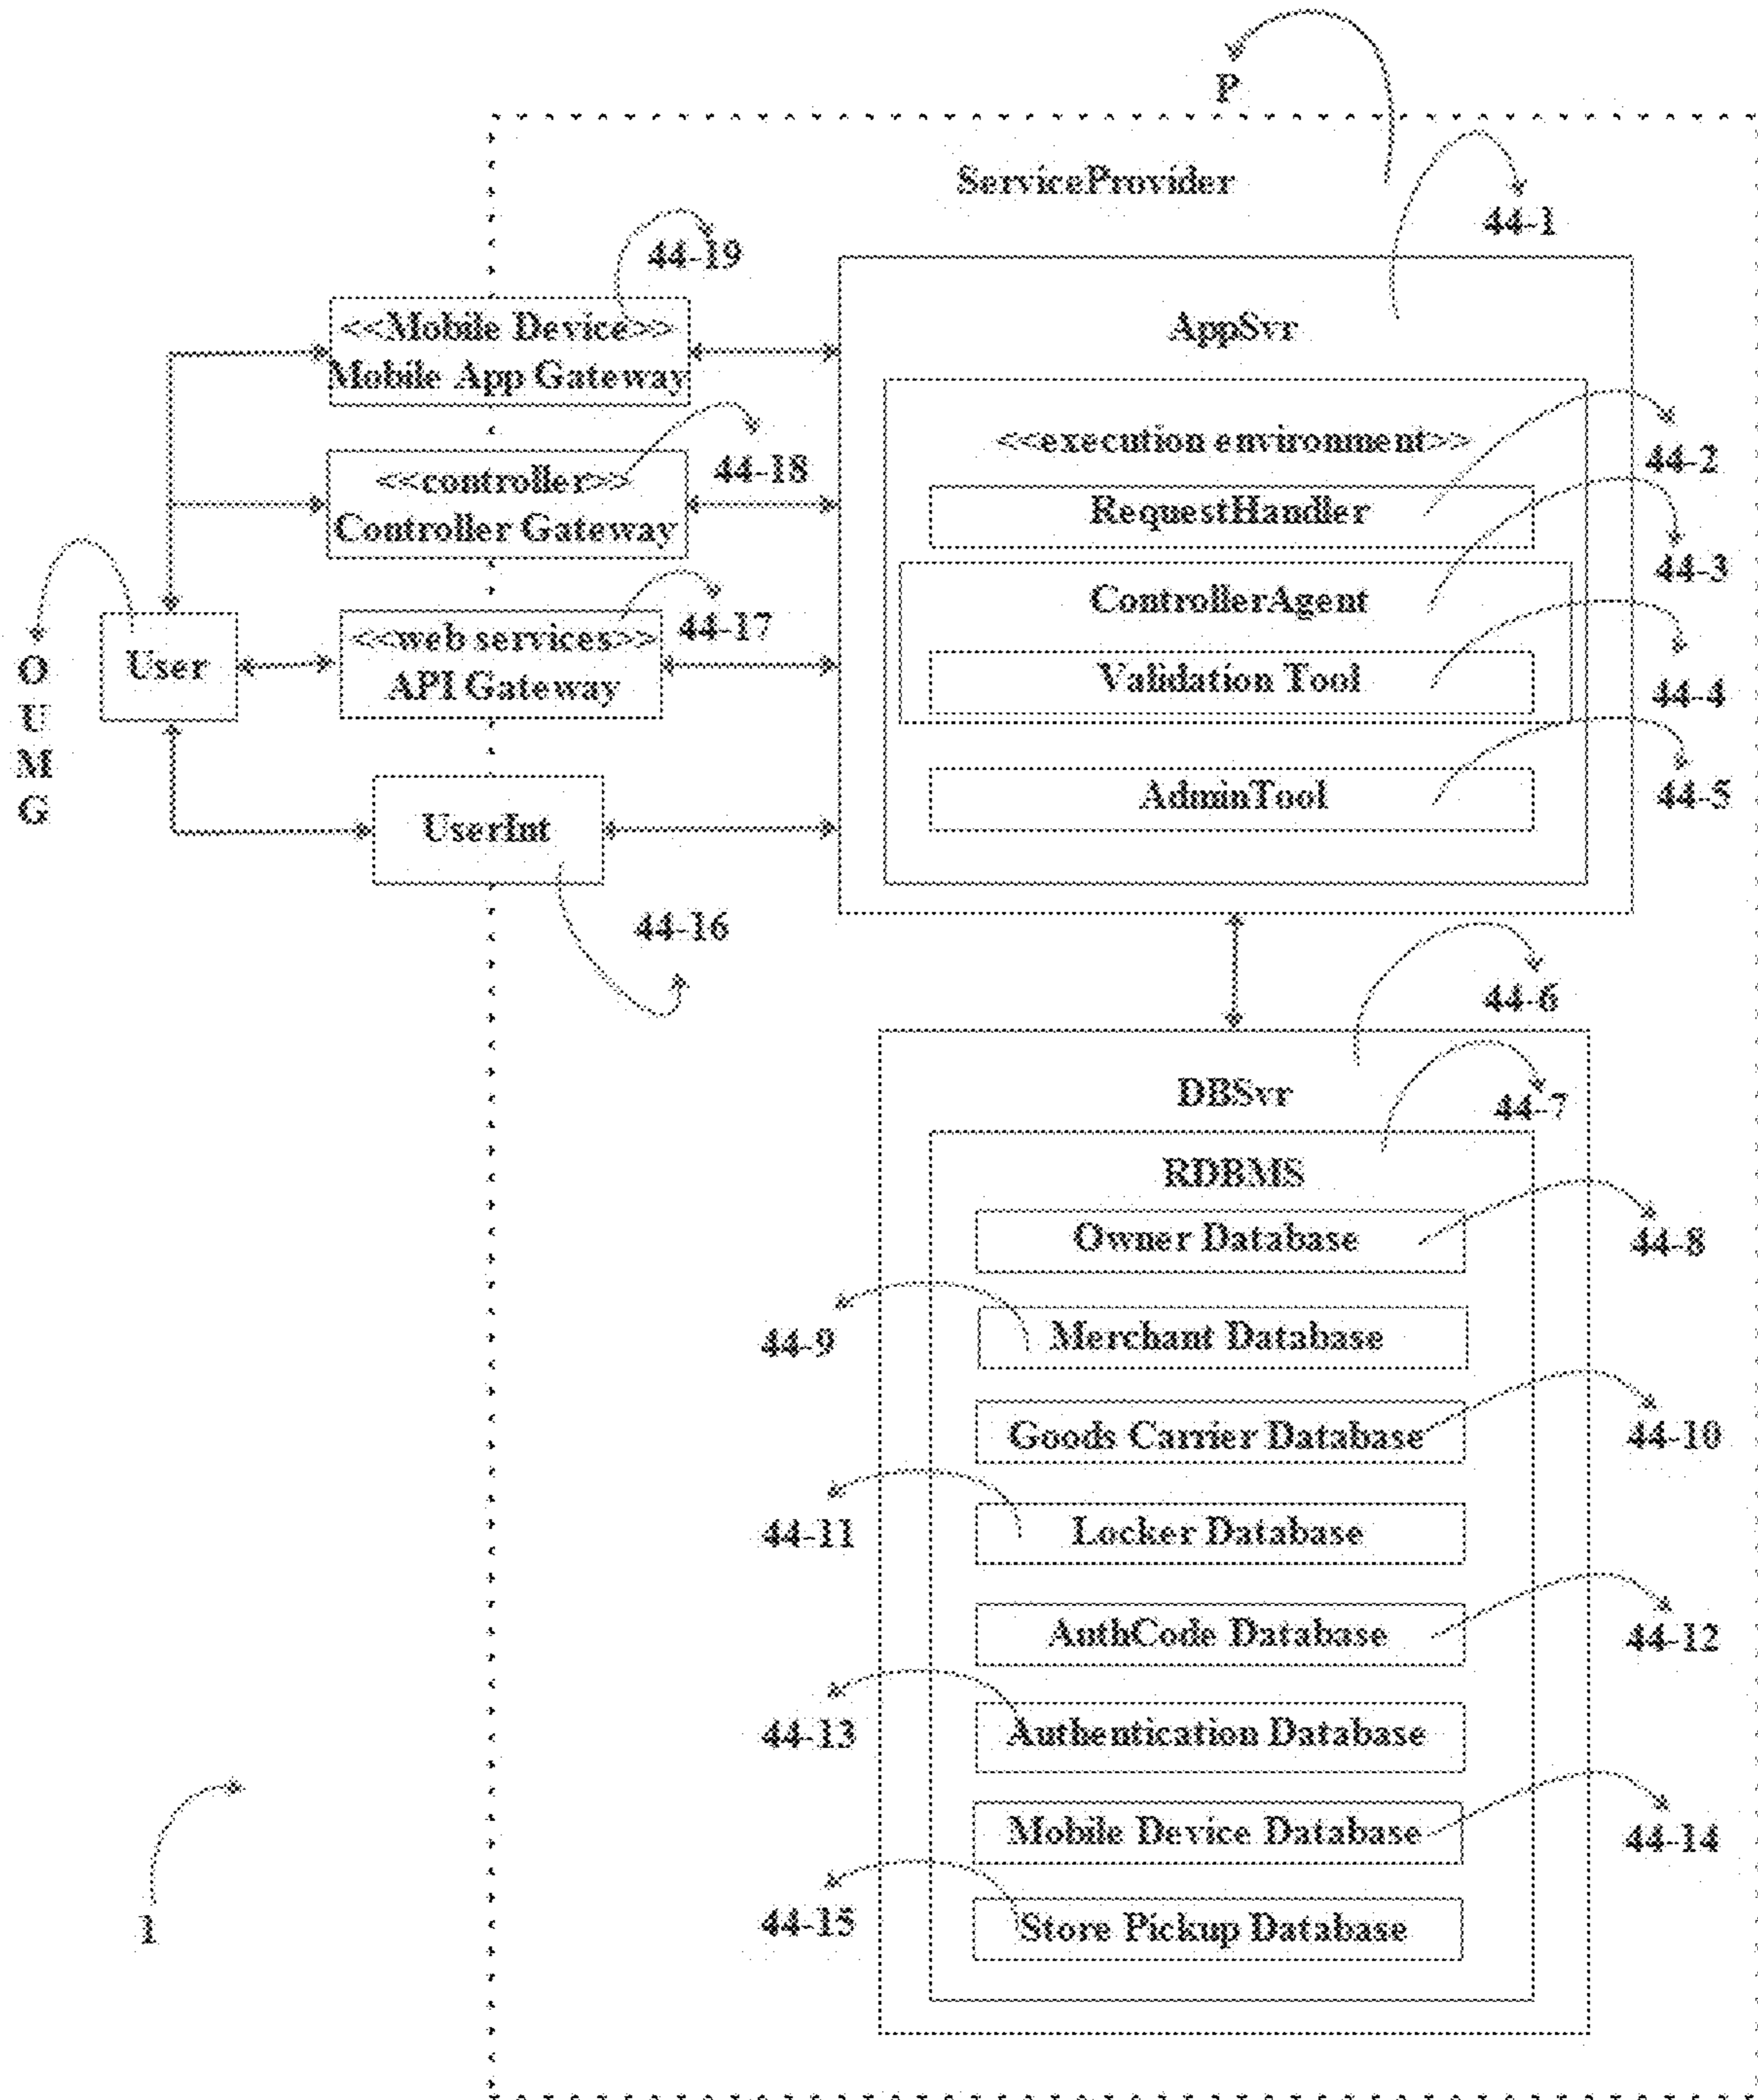 P
ServiceProvider
44-1
44-19
<<Mobile Device>>
Mobile App Gateway
AppSvr
<<execution environment>>
44-2
<<controller>>
Controller Gateway
44-18
RequestHandler
44-3
ControllerAgent
<<web services>>
API Gateway
44-17
User
O
U
M
G
Validation Tool
44-4
AdminTool
44-5
UserInt
44-16
44-6
DBSvr
44-7
RDBMS
Owner Database
44-8
Merchant Database
44-9
Goods Carrier Database
44-10
Locker Database
44-11
AuthCode Database
44-12
Authentication Database
44-13
Mobile Device Database
44-14
Store Pickup Database
44-15
1